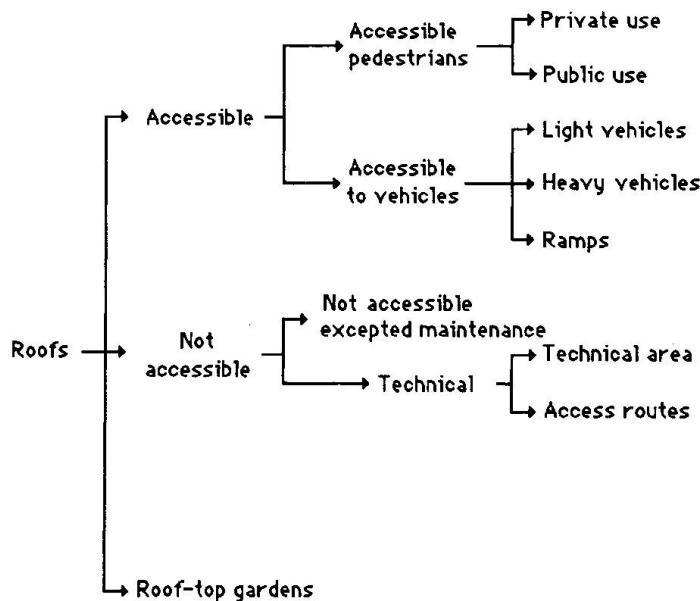 Roofs
Accessible
Accessible
pedestrians
Private use
Public use
Accessible
to vehicles
Light vehicles
Heavy vehicles
Ramps
Not
accessible
Not accessible
excepted maintenance
Technical
Technical area
Access routes
Roof-top gardens